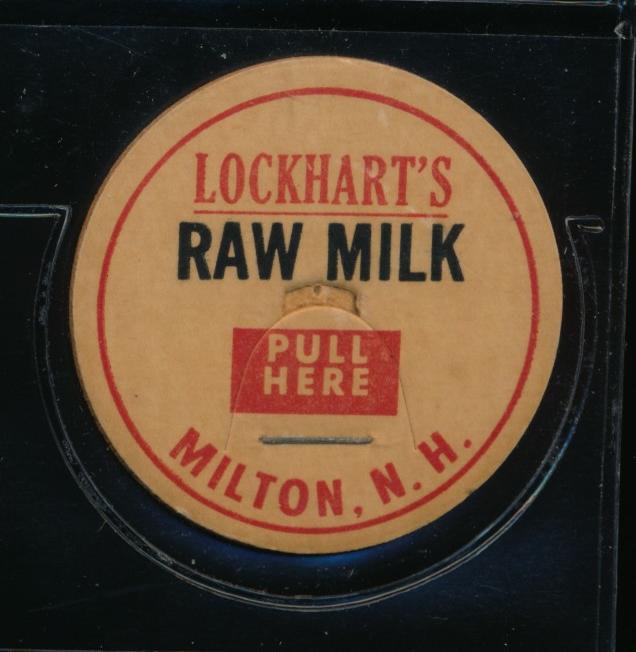 LOCKHART'S
RAW MILK
PULL
HERE
MILTON, N. H.